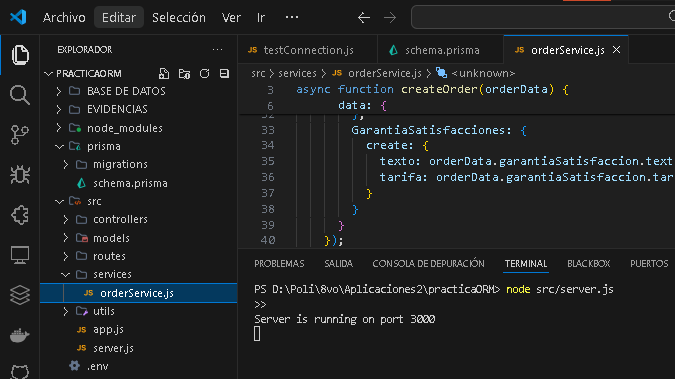 Archivo Editar Selección Ver Ir ···
EXPLORADOR ···
PRACTICAORM
BASE DE DATOS
EVIDENCIAS
node_modules
prisma
migrations
schema.prisma
src
controllers
models
routes
services
JS orderService.js
utils
JS app.js
JS server.js
.env
JS testConnection.js schema.prisma JS orderService.js
src > services > JS orderService.js > <unknown>
3 async function createOrder(orderData) {
6 data: {
32 },
33 GarantiaSatisfacciones: {
34 create: {
35 texto: orderData.garantiaSatisfaccion.text
36 tarifa: orderData.garantiaSatisfaccion.tar
37 }
38 }
39 }
40 });
PROBLEMAS SALIDA CONSOLA DE DEPURACIÓN TERMINAL BLACKBOX PUERTOS
PS D:\Poli\8vo\Aplicaciones2\practicaORM> node src/server.js
>>
Server is running on port 3000